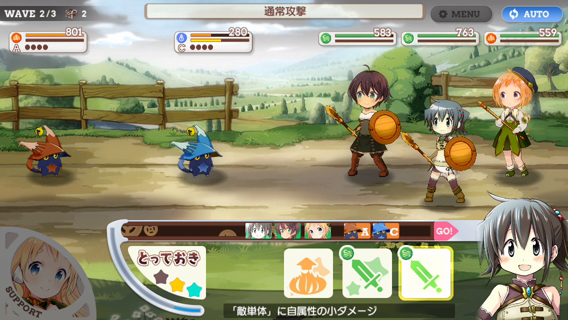 WAVE 2/3 2
通常攻撃
MENU
AUTO
801
A
280
C
583
763
559
A C GO!
とっておき
SUPPORT
「敵単体」に自属性の小ダメージ